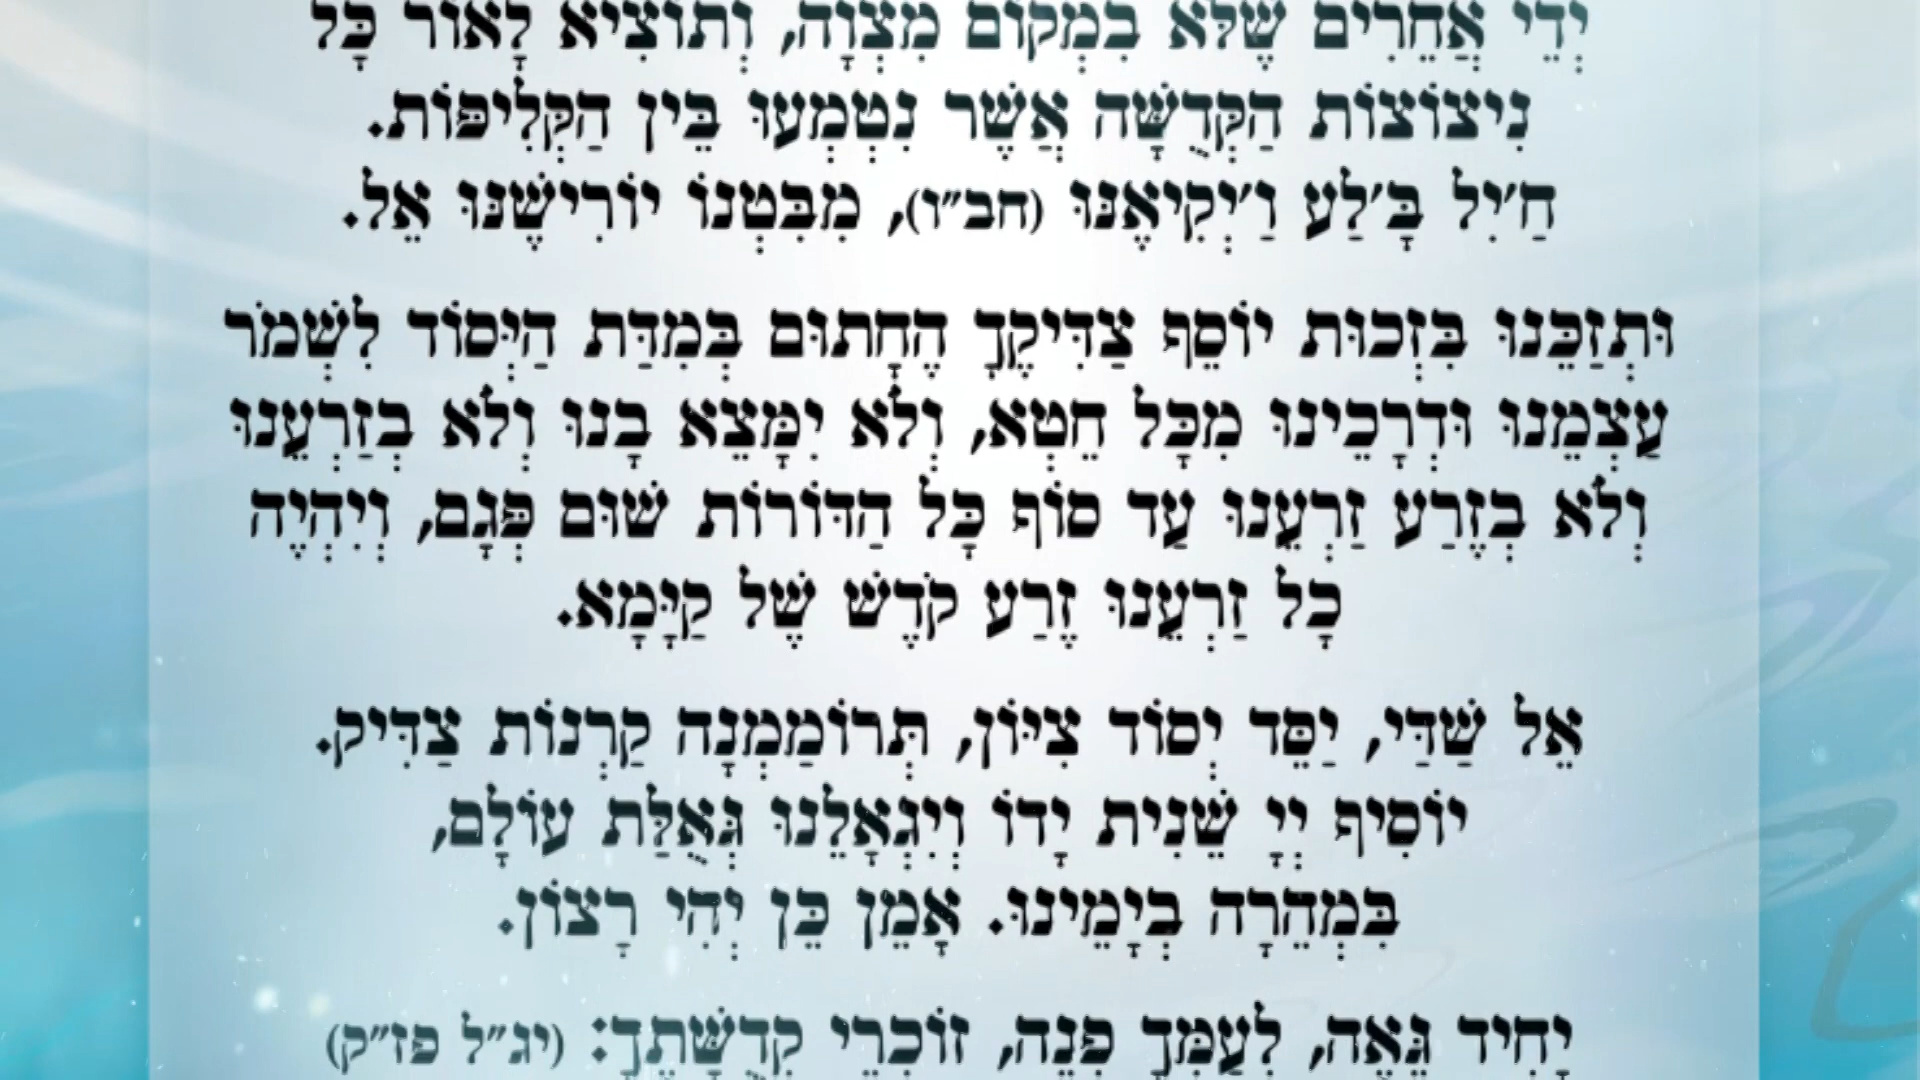 יְדֵי אֲחֵרִים שֶׁלֹּא בִּמְקוֹם מִצְוָה, וְתוֹצִיא לָאוֹר כָּל
נִיצוֹצוֹת הַקְּדֻשָּׁה אֲשֶׁר נִטְמְעוּ בֵּין הַקְּלִיפּוֹת.
חַ׳יִל בָּ׳לַע וַ׳יְקִיאֶנּוּ (חב״ו), מִבִּטְנוֹ יוֹרִישֶׁנּוּ אֵל.
וּתְזַכֵּנוּ בִּזְכוּת יוֹסֵף צַדִּיקֶךָ הֶחָתוּם בְּמִדַּת הַיְּסוֹד לִשְׁמֹר
עַצְמֵנוּ וּדְרָכֵינוּ מִכָּל חֵטְא, וְלֹא יִמָּצֵא בָנוּ וְלֹא בְזַרְעֵנוּ
וְלֹא בְזֶרַע זַרְעֵנוּ עַד סוֹף כָּל הַדּוֹרוֹת שׁוּם פְּגָם, וְיִהְיֶה
כָל זַרְעֵנוּ זֶרַע קֹדֶשׁ שֶׁל קַיָּמָא.
אֵל שַׁדַּי, יַסֵּד יְסוֹד צִיּוֹן, תְּרוֹמַמְנָה קַרְנוֹת צַדִּיק.
יוֹסִיף יְיָ שֵׁנִית יָדוֹ וְיִגְאָלֵנוּ גְּאֻלַּת עוֹלָם,
בִּמְהֵרָה בְיָמֵינוּ. אָמֵן כֵּן יְהִי רָצוֹן.
יָחִיד גֵּאֶה, לְעַמְּךָ פְּנֵה, זוֹכְרֵי קְדֻשָּׁתֶךָ: (יג״ל פז״ק)